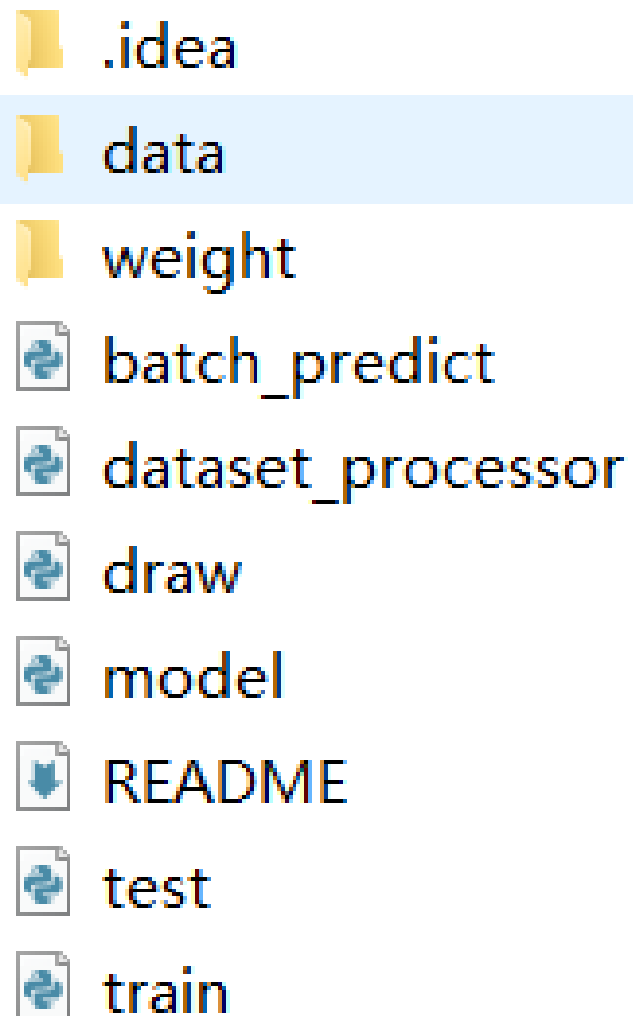 .idea
data
weight
batch_predict
dataset_processor
draw
model
README
test
train